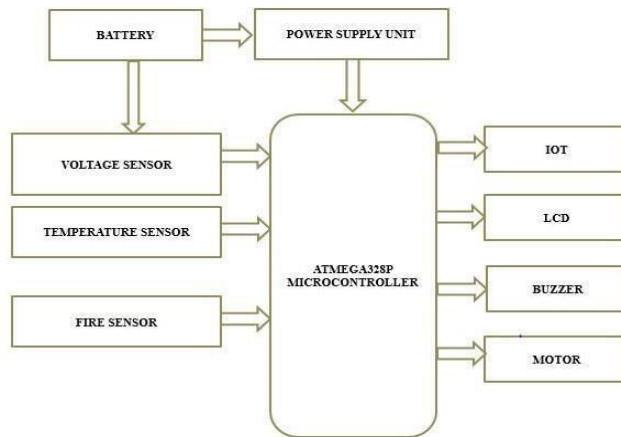 BATTERY
POWER SUPPLY UNIT
VOLTAGE SENSOR
TEMPERATURE SENSOR
FIRE SENSOR
ATMEGA328P
MICROCONTROLLER
IOT
LCD
BUZZER
MOTOR